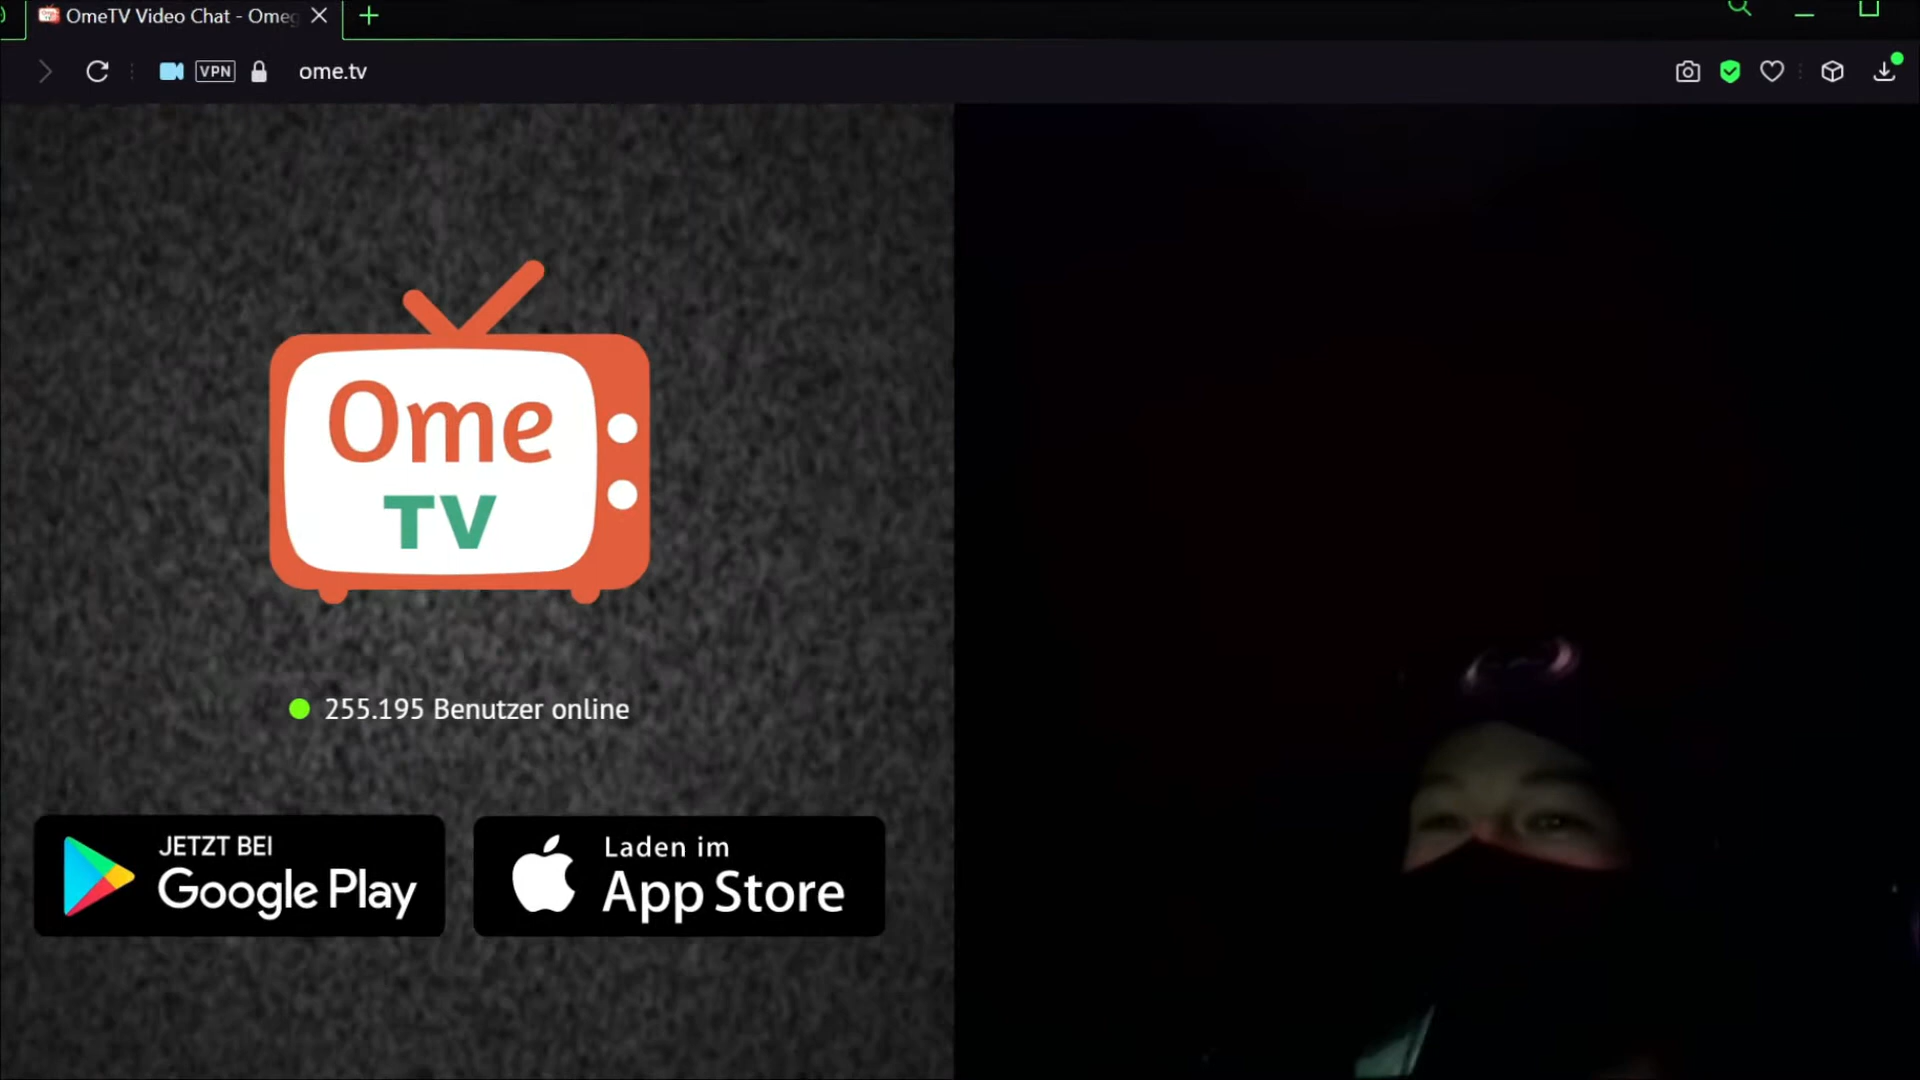 OmeTV Video Chat - Omeg
VPN
ome.tv
Ome
TV
255.195 Benutzer online
JETZT BEI
Google Play
Laden im
App Store